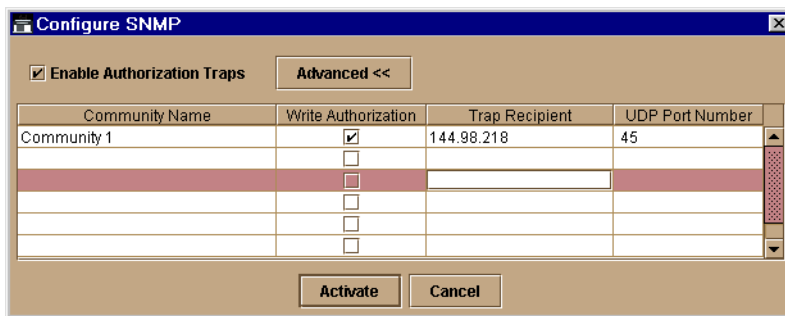 Configure SNMP
Enable Authorization Traps Advanced <<
Community Name Write Authorization Trap Recipient UDP Port Number
Community 1 144.98.218 45
Activate Cancel